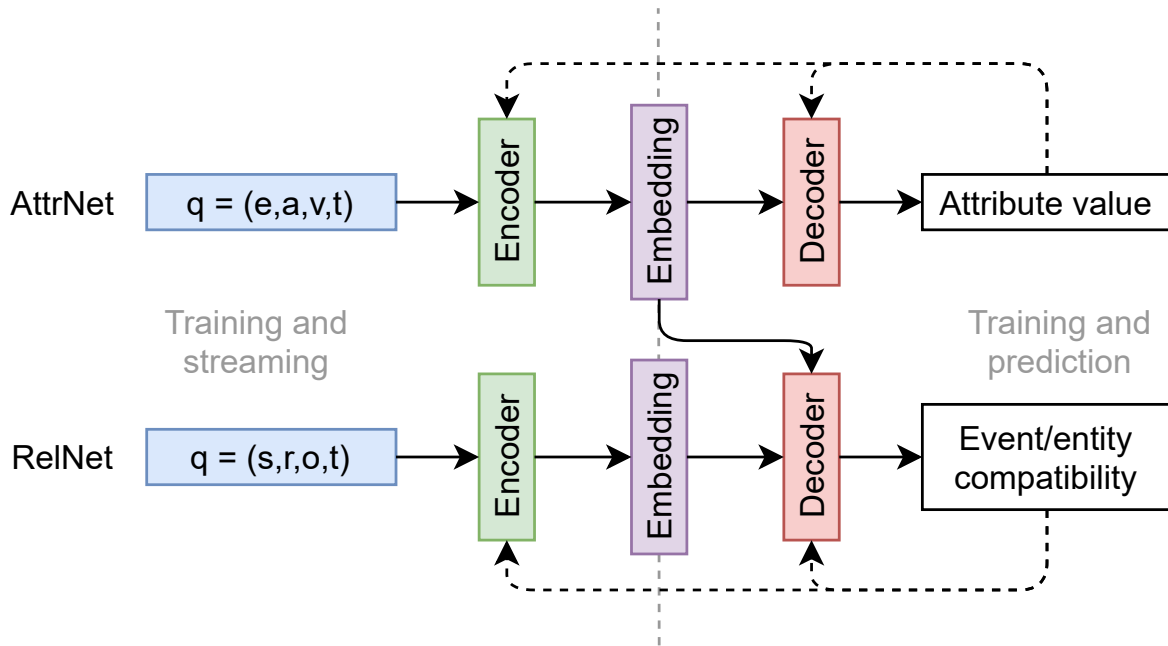 AttrNet
q = (e,a,v,t)
Encoder
Embedding
Decoder
Attribute value
Training and
streaming
Training and
prediction
RelNet
q = (s,r,o,t)
Encoder
Embedding
Decoder
Event/entity
compatibility